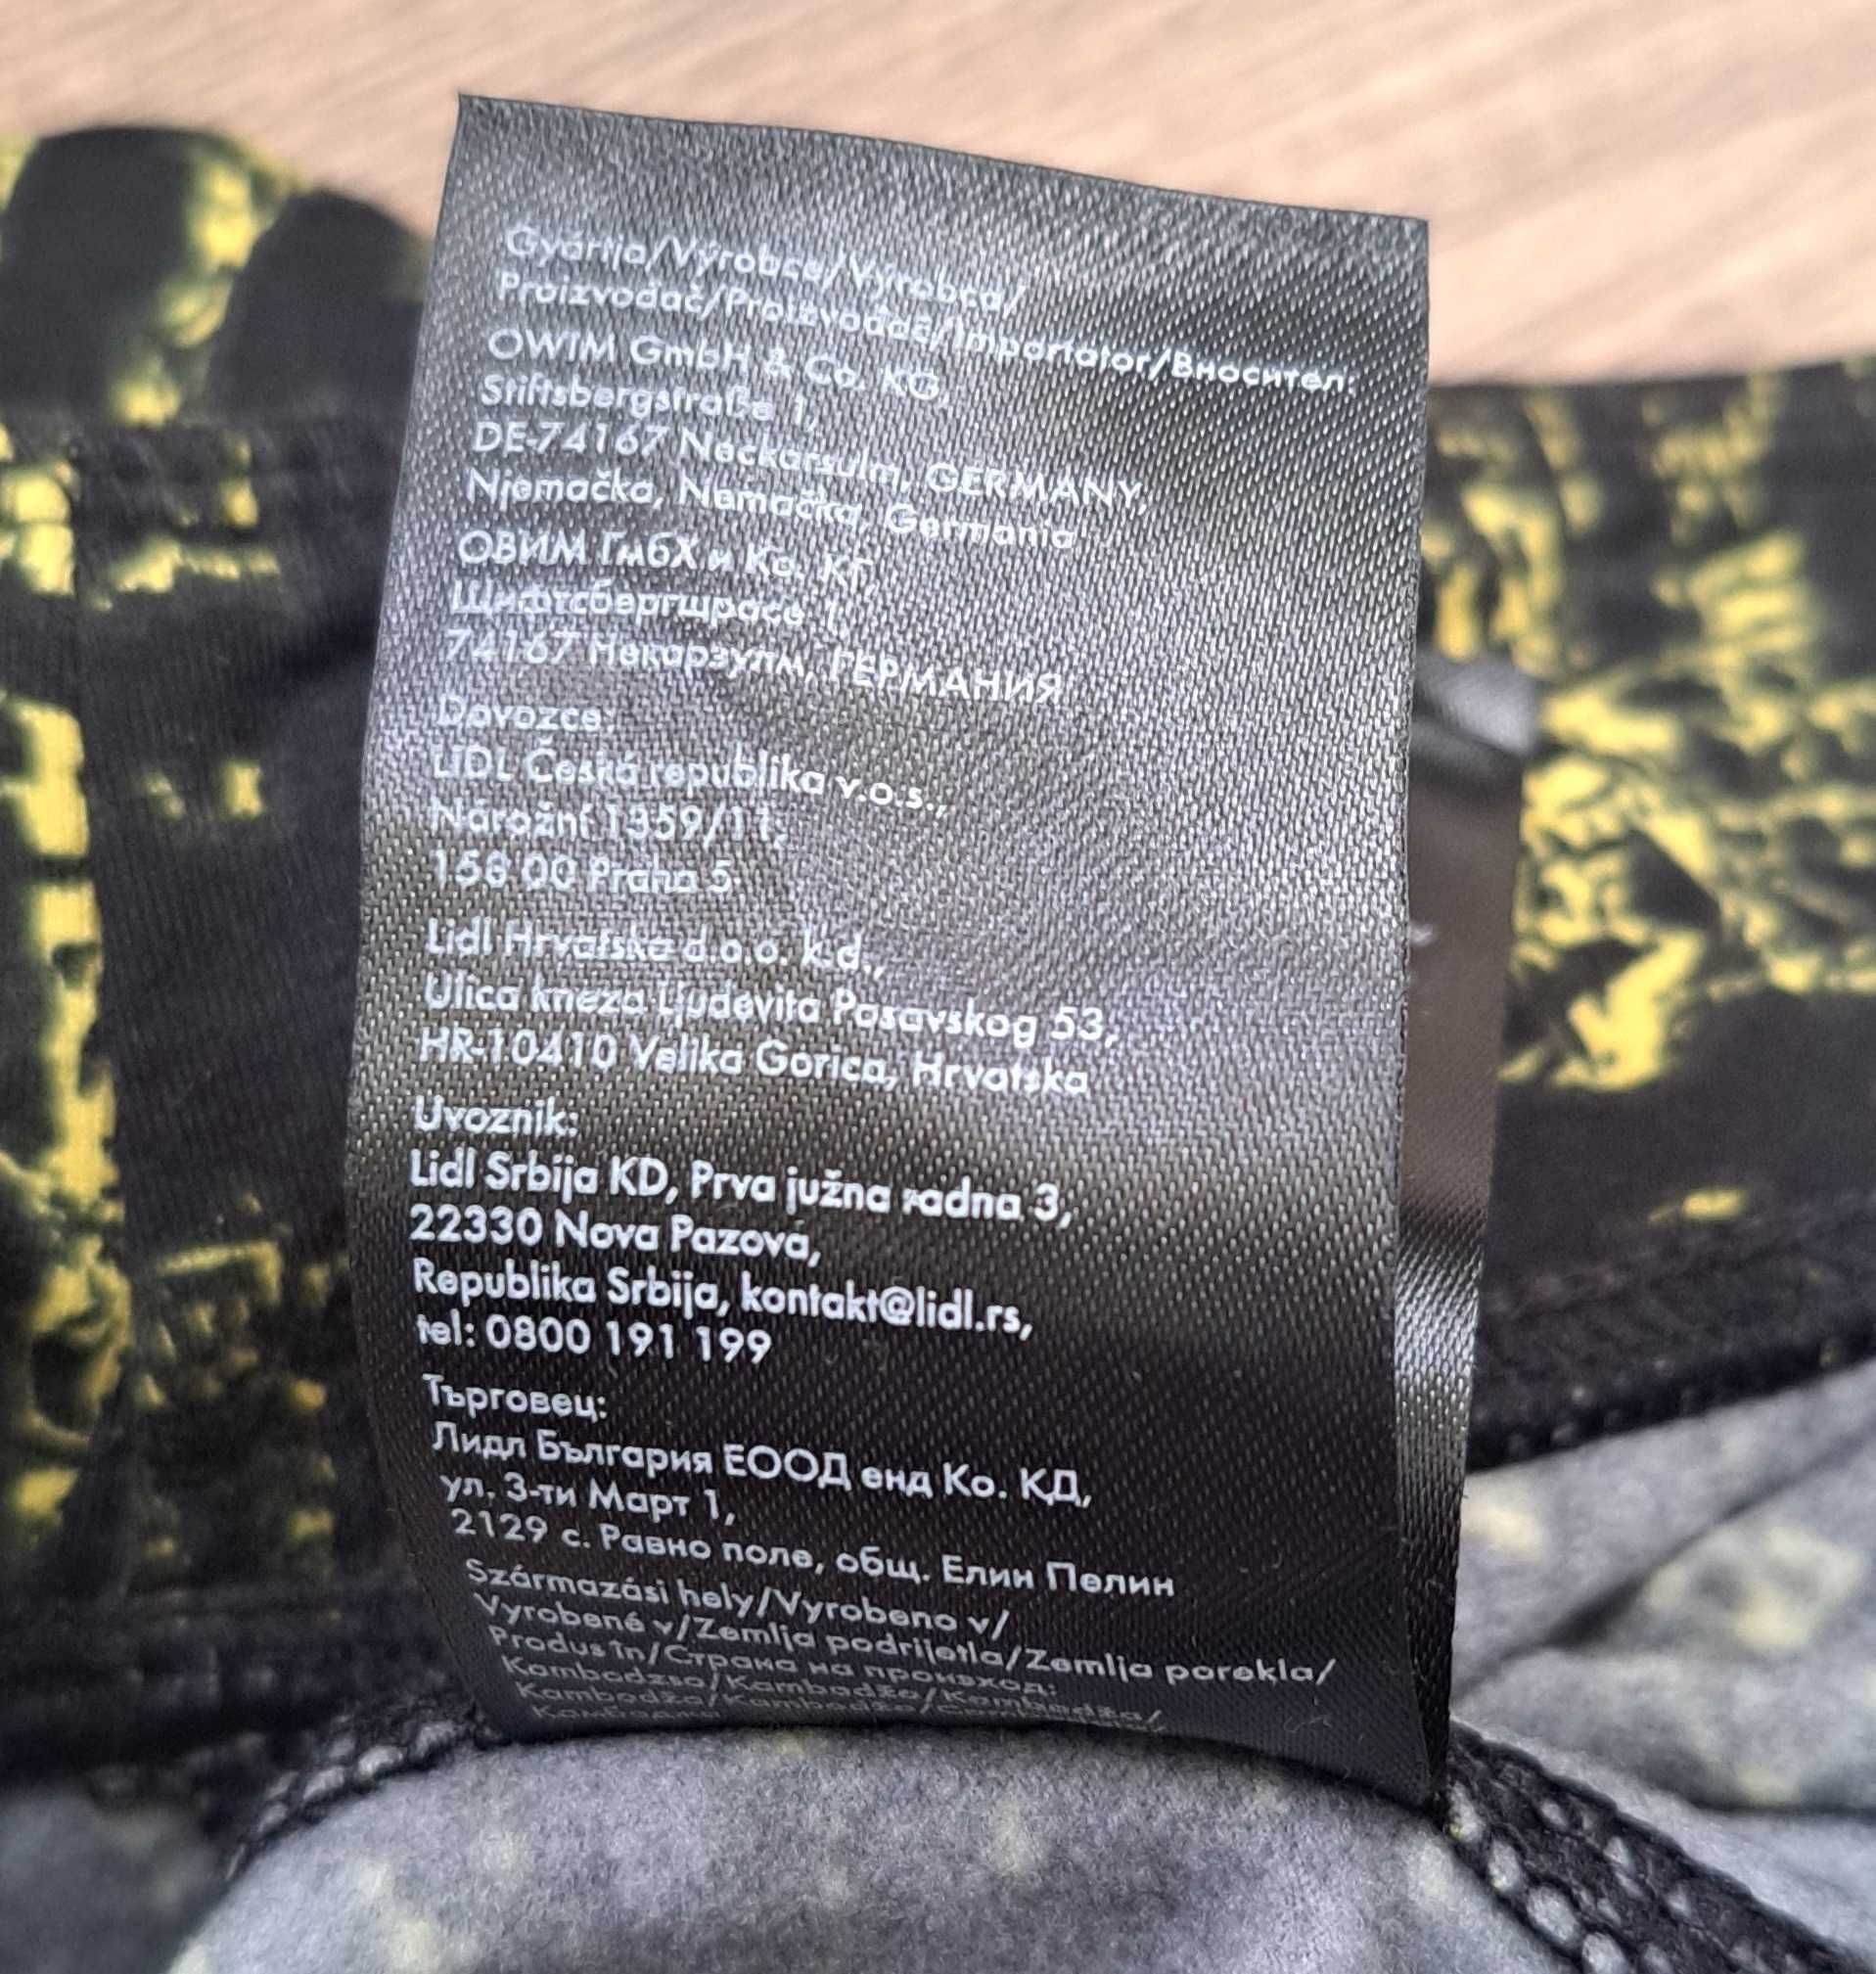 Gyártja/Výrobce/Výrobca/
Proizvođač/Proizvođač/Importator/Вносител:
OWIM GmbH & Co. KG,
Stiftsbergstraße 1,
DE-74167 Neckarsulm, GERMANY,
Njemačka, Nemačka, Germania
ОВИМ ГмбХ и Ко. КГ,
Щифтсбергщрасе 1,
74167 Некарзулм, ГЕРМАНИЯ
Dovozce:
LIDL Česká republika v.o.s.,
Nárožní 1359/11,
158 00 Praha 5
Lidl Hrvatska d.o.o. k.d.,
Ulica kneza Ljudevita Posavskog 53,
HR-10410 Velika Gorica, Hrvatska
Uvoznik:
Lidl Srbija KD, Prva južna radna 3,
22330 Nova Pazova,
Republika Srbija, kontakt@lidl.rs,
tel: 0800 191 199
Търговец:
Лидл България ЕООД енд Ко. КД,
ул. 3-ти Март 1,
2129 с. Равно поле, общ. Елин Пелин
Származási hely/Vyrobeno v/
Vyrobené v/Zemlja podrijetla/Zemlja porekla/
Produs în/Страна на произход:
Kambodzsa/Kambodža/Kambodža/
Kambodža/Kambodža/
Камбоджа